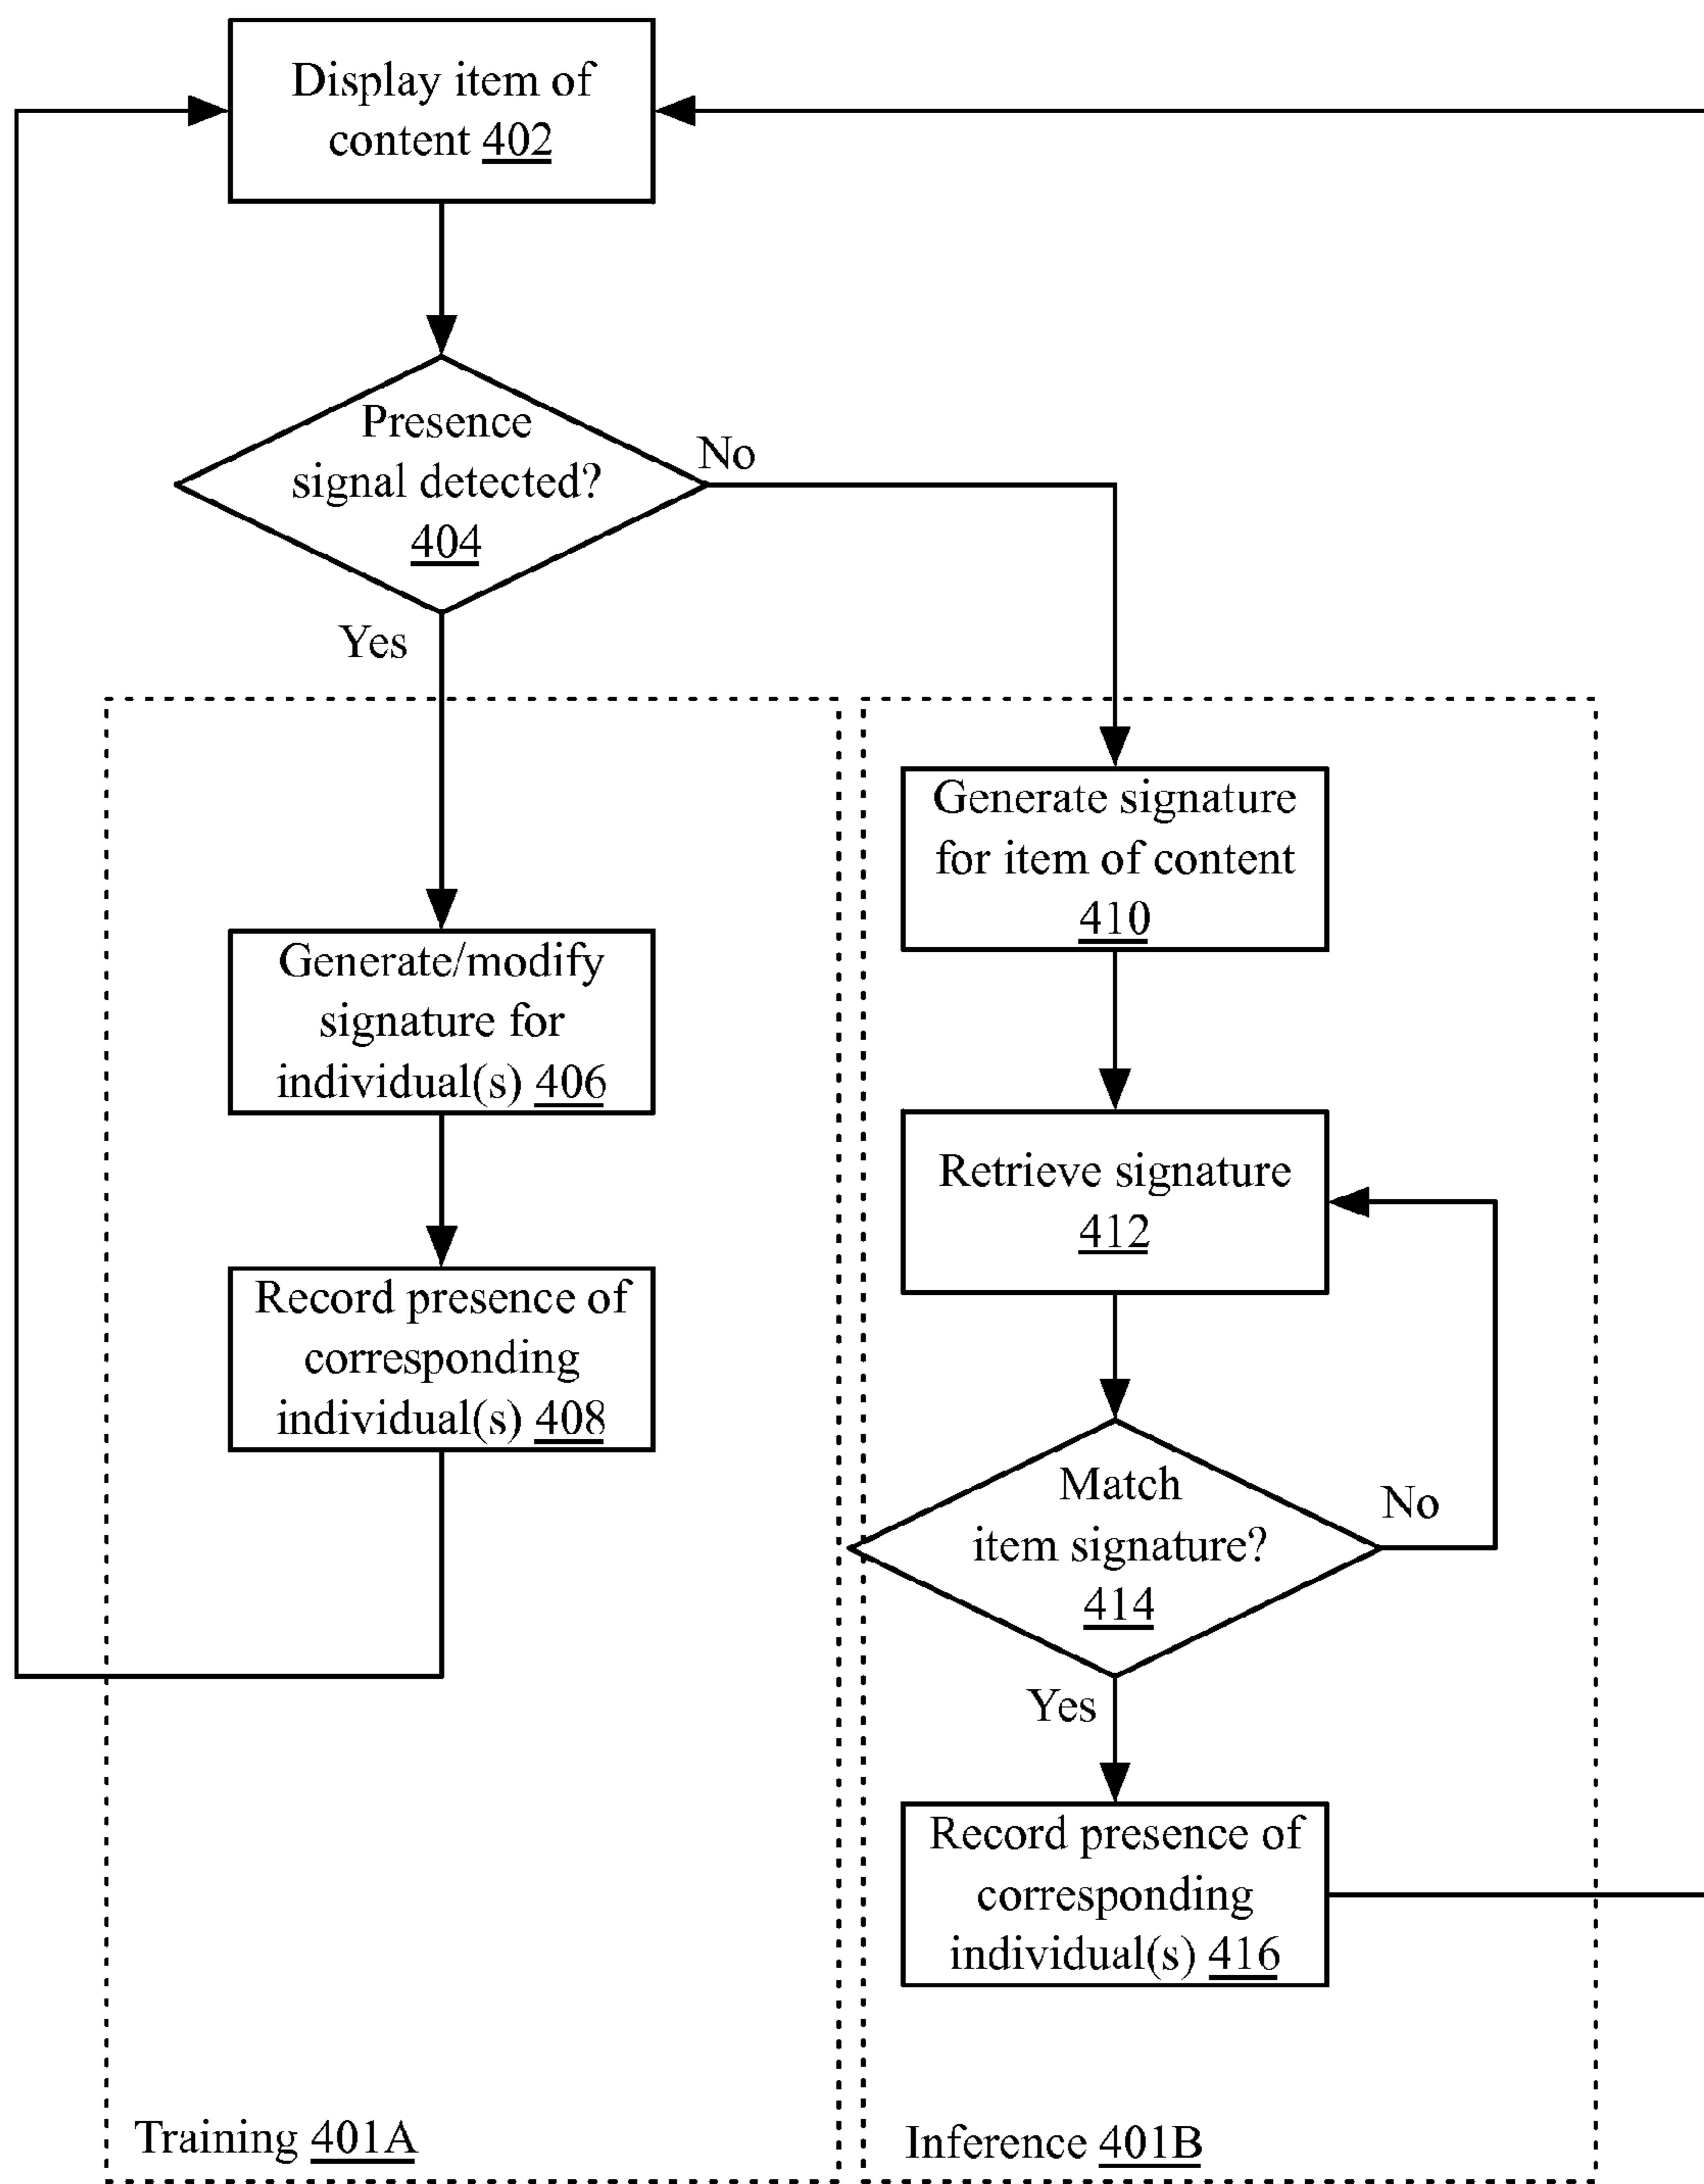 Display item of
content 402
Presence
signal detected?
404
No
Yes
Generate/modify
signature for
individual(s) 406
Record presence of
corresponding
individual(s) 408
Training 401A
Generate signature
for item of content
410
Retrieve signature
412
Match
item signature?
414
No
Yes
Record presence of
corresponding
individual(s) 416
Inference 401B